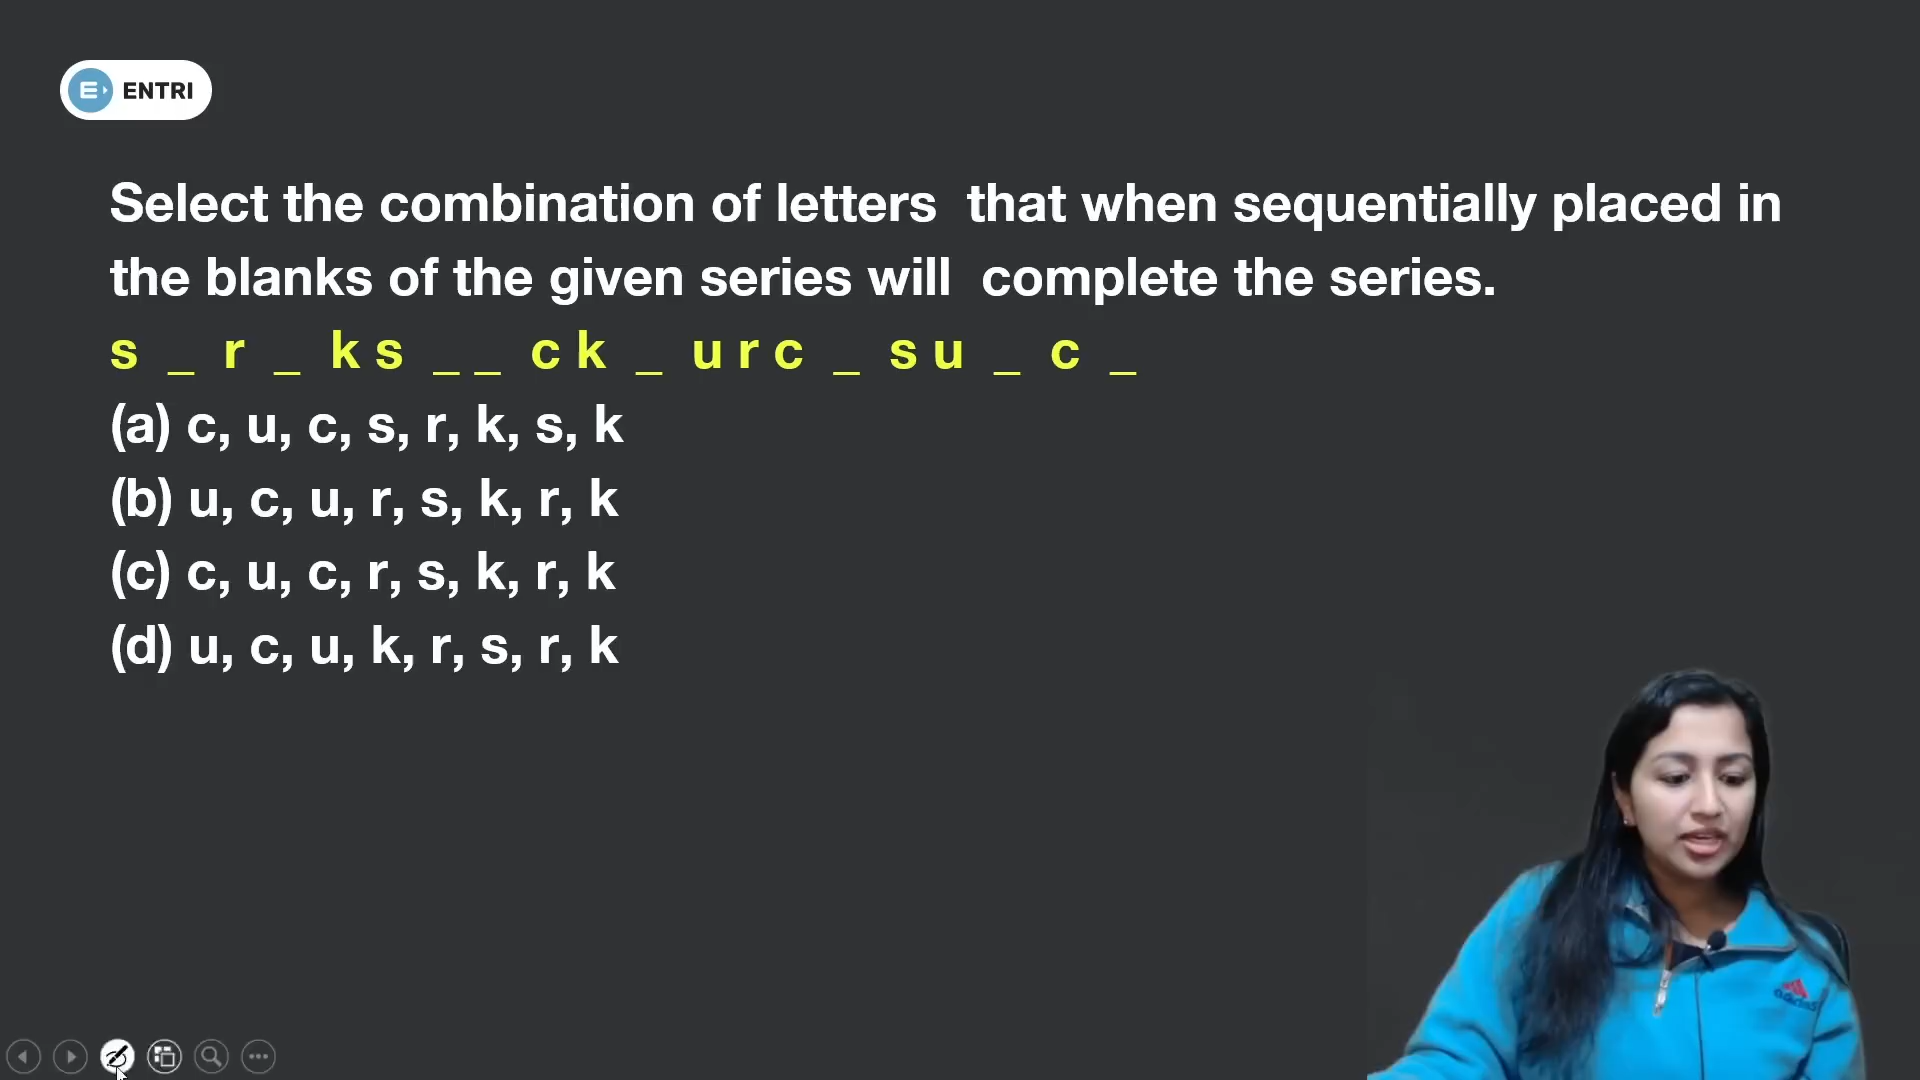 ENTRI
Select the combination of letters that when sequentially placed in
the blanks of the given series will complete the series.
s _ r _ k s _ _ c k _ u r c _ s u _ c _
(a) c, u, c, s, r, k, s, k
(b) u, c, u, r, s, k, r, k
(c) c, u, c, r, s, k, r, k
(d) u, c, u, k, r, s, r, k
adidas